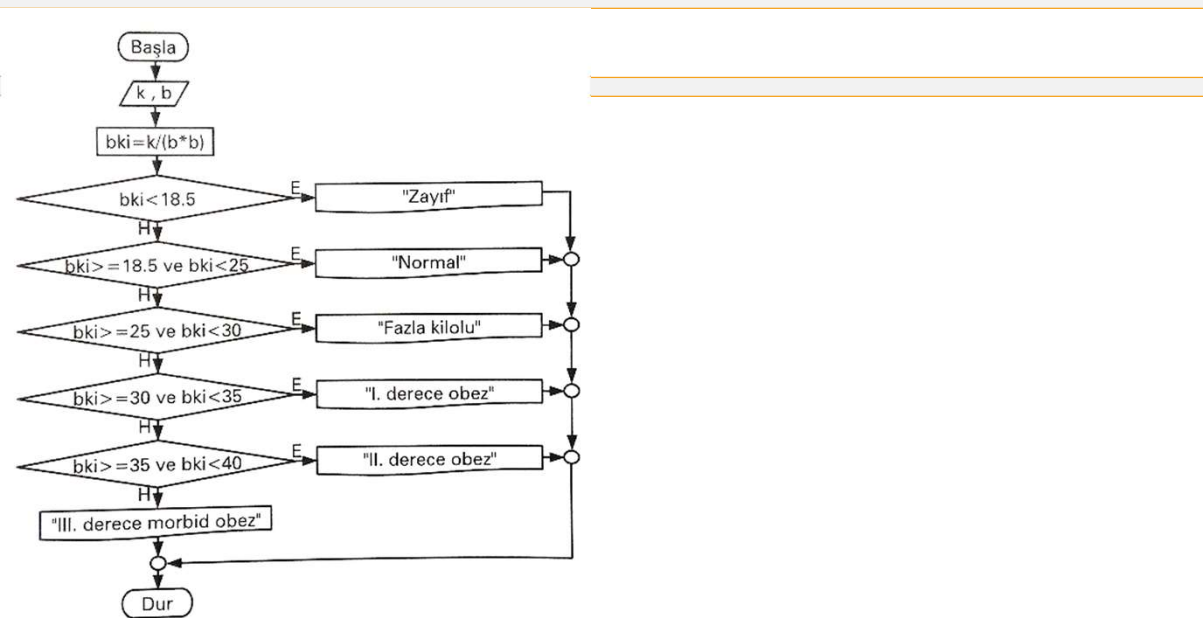 Başla
k , b
bki=k/(b*b)
bki<18.5
E
"Zayıf"
H
bki>=18.5 ve bki<25
E
"Normal"
H
bki>=25 ve bki<30
E
"Fazla kilolu"
H
bki>=30 ve bki<35
E
"I. derece obez"
H
bki>=35 ve bki<40
E
"II. derece obez"
H
"III. derece morbid obez"
Dur